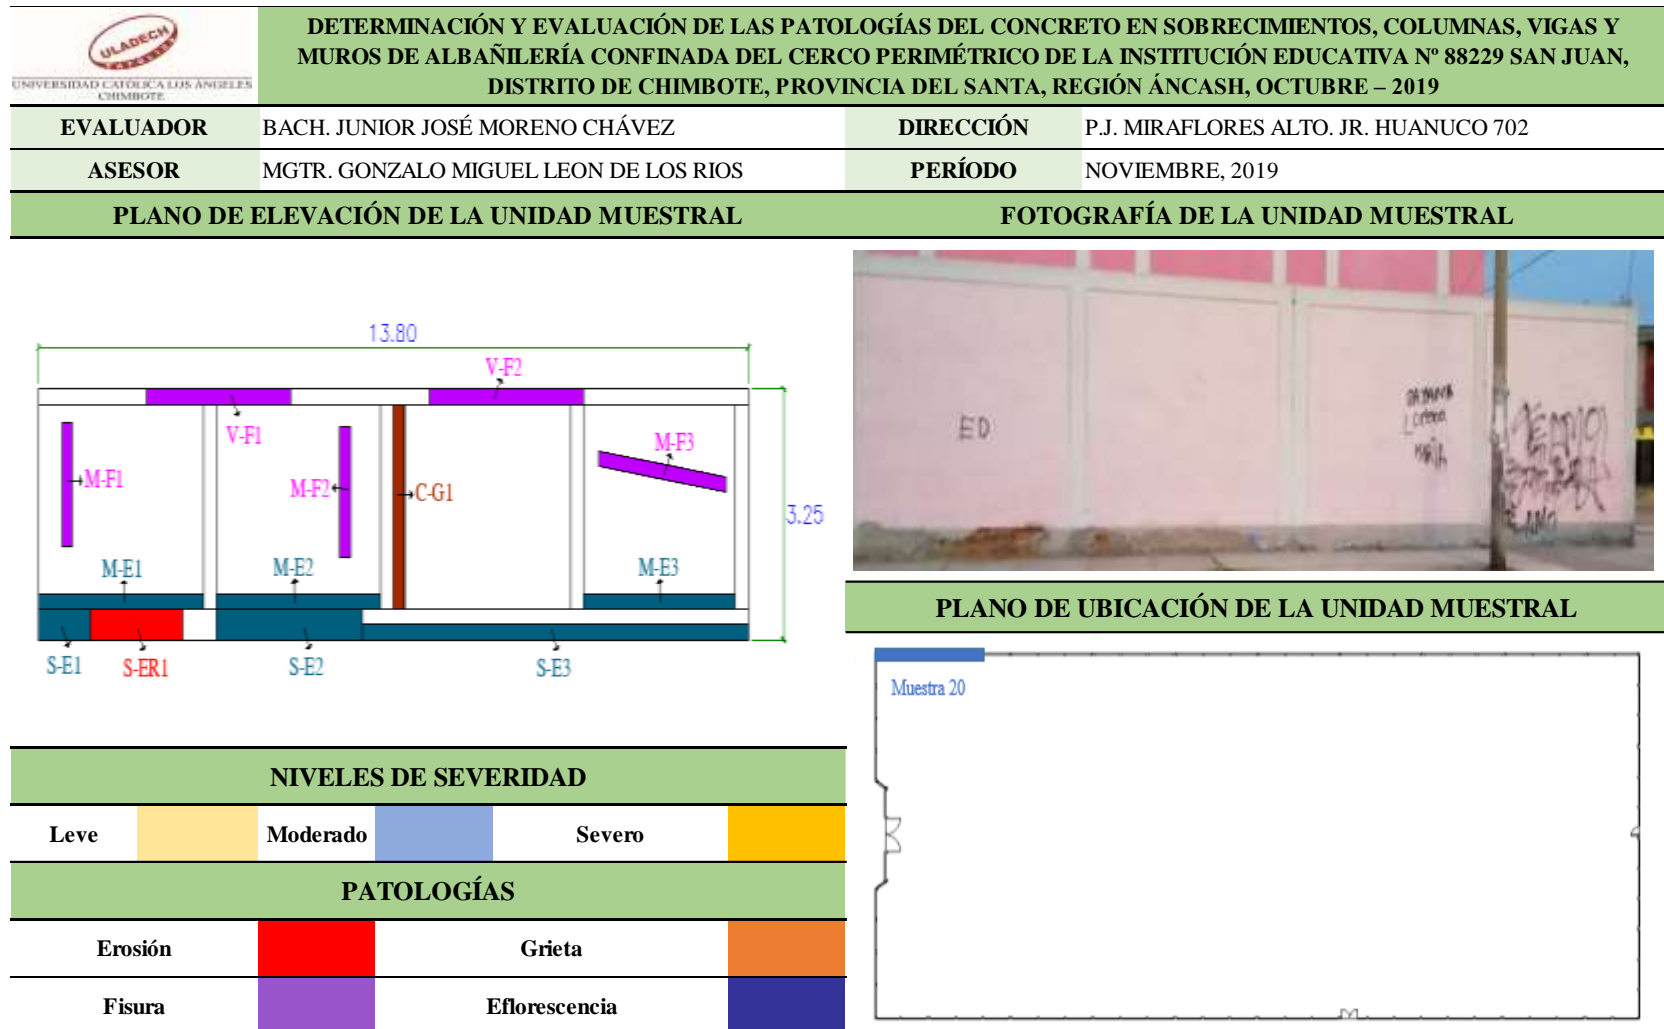 ULADECH
UNIVERSIDAD CATÓLICA LOS ÁNGELES
CHIMBOTE
DETERMINACIÓN Y EVALUACIÓN DE LAS PATOLOGÍAS DEL CONCRETO EN SOBRECIMIENTOS, COLUMNAS, VIGAS Y
MUROS DE ALBAÑILERÍA CONFINADA DEL CERCO PERIMÉTRICO DE LA INSTITUCIÓN EDUCATIVA Nº 88229 SAN JUAN,
DISTRITO DE CHIMBOTE, PROVINCIA DEL SANTA, REGIÓN ÁNCASH, OCTUBRE – 2019
EVALUADOR BACH. JUNIOR JOSÉ MORENO CHÁVEZ DIRECCIÓN P.J. MIRAFLORES ALTO. JR. HUANUCO 702
ASESOR MGTR. GONZALO MIGUEL LEON DE LOS RIOS PERÍODO NOVIEMBRE, 2019
PLANO DE ELEVACIÓN DE LA UNIDAD MUESTRAL
13.80
V-F2
V-F1
M-F3
M-F1
M-F2
C-G1
3.25
M-E1
M-E2
M-E3
S-E1
S-ER1
S-E2
S-E3
FOTOGRAFÍA DE LA UNIDAD MUESTRAL
ED
PLANO DE UBICACIÓN DE LA UNIDAD MUESTRAL
Muestra 20
NIVELES DE SEVERIDAD
Leve Moderado Severo
PATOLOGÍAS
Erosión Grieta
Fisura Eflorescencia